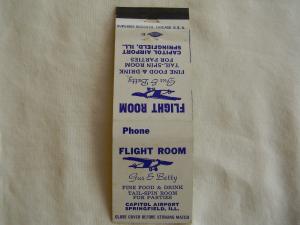 U.S.A.
CAPITOL AIRPORT
SPRINGFIELD, ILL.
FINE FOOD & DRINK
TAIL-SPIN ROOM
FOR PARTIES
Gus & Betty
FLIGHT ROOM
Phone
FLIGHT ROOM
Gus & Betty
FINE FOOD & DRINK
TAIL-SPIN ROOM
FOR PARTIES
CAPITOL AIRPORT
SPRINGFIELD, ILL.
CLOSE COVER BEFORE STRIKING MATCH